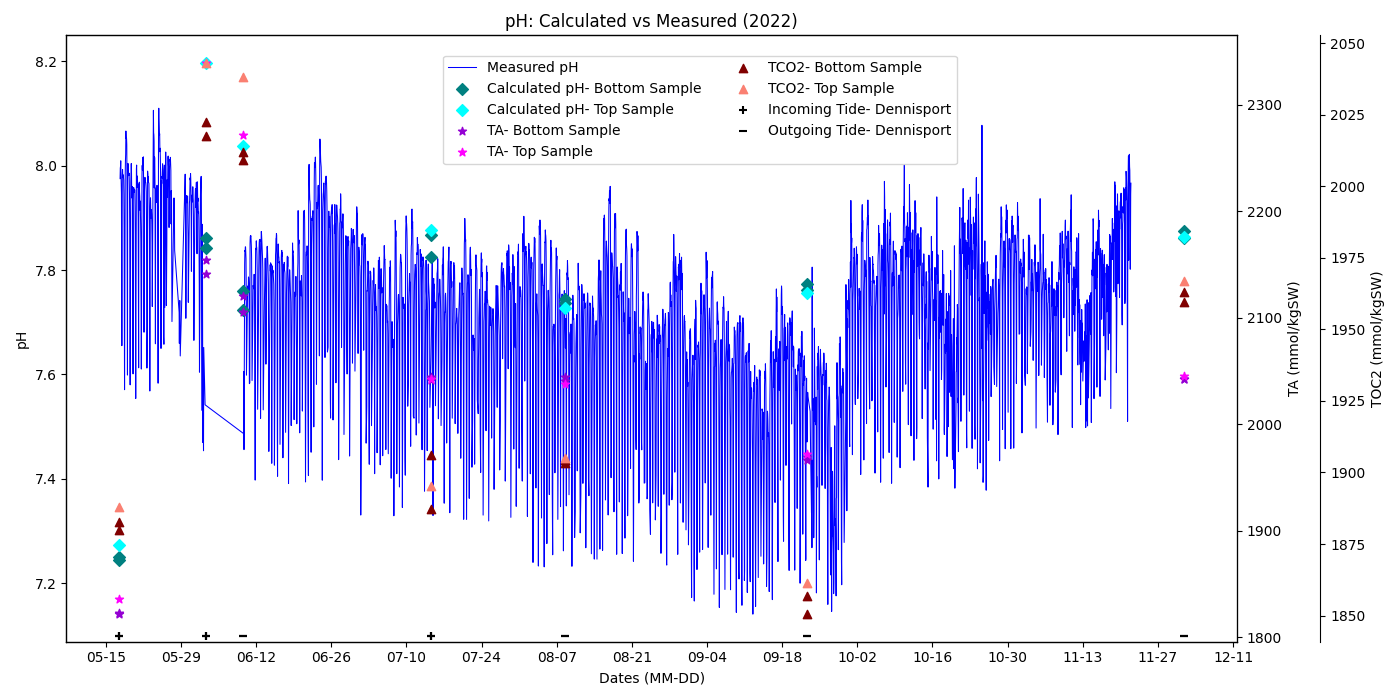 pH: Calculated vs Measured (2022)
Measured pH
Calculated pH- Bottom Sample
Calculated pH- Top Sample
TA- Bottom Sample
TA- Top Sample
TCO2- Bottom Sample
TCO2- Top Sample
Incoming Tide- Dennisport
Outgoing Tide- Dennisport
8.2
8.0
7.8
7.6
7.4
7.2
pH
2300
2200
2100
2000
1900
1800
TA (mmol/kgSW)
2050
2025
2000
1975
1950
1925
1900
1875
1850
TOC2 (mmol/kgSW)
05-15 05-29 06-12 06-26 07-10 07-24 08-07 08-21 09-04 09-18 10-02 10-16 10-30 11-13 11-27 12-11
Dates (MM-DD)